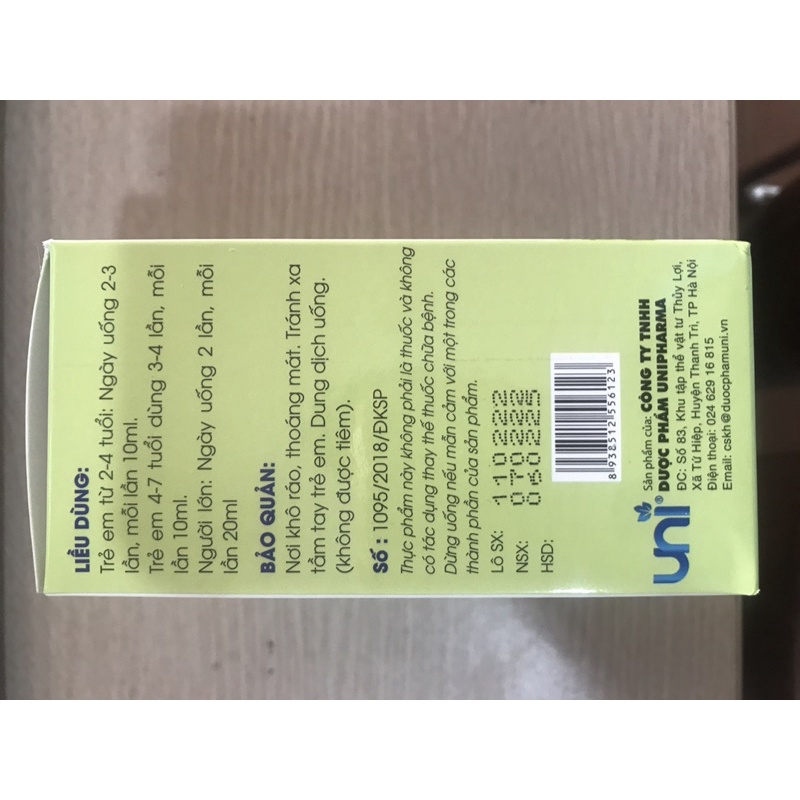 LIỀU DÙNG:
Trẻ em từ 2-4 tuổi: Ngày uống 2-3
lần, mỗi lần 10ml.
Trẻ em 4-7 tuổi dùng 3-4 lần, mỗi
lần 10ml.
Người lớn: Ngày uống 2 lần, mỗi
lần 20ml
BẢO QUẢN:
Nơi khô ráo, thoáng mát. Tránh xa
tầm tay trẻ em. Dung dịch uống.
(không được tiêm).
Số : 1095/2018/ĐKSP
Thực phẩm này không phải là thuốc và không
có tác dụng thay thế thuốc chữa bệnh.
Dừng uống nếu mẫn cảm với một trong các
thành phần của sản phẩm.
Lô SX: 110222
NSX: 070222
HSD: 060225
8 938512 556123
uni®
Sản phẩm của: CÔNG TY TNHH
DƯỢC PHẨM UNIPHARMA
ĐC: Số 83, Khu tập thể vật tư Thủy Lợi,
Xã Tứ Hiệp, Huyện Thanh Trì, TP Hà Nội
Điện thoại: 024 629 16 815
Email: cskh@duocphamuni.vn